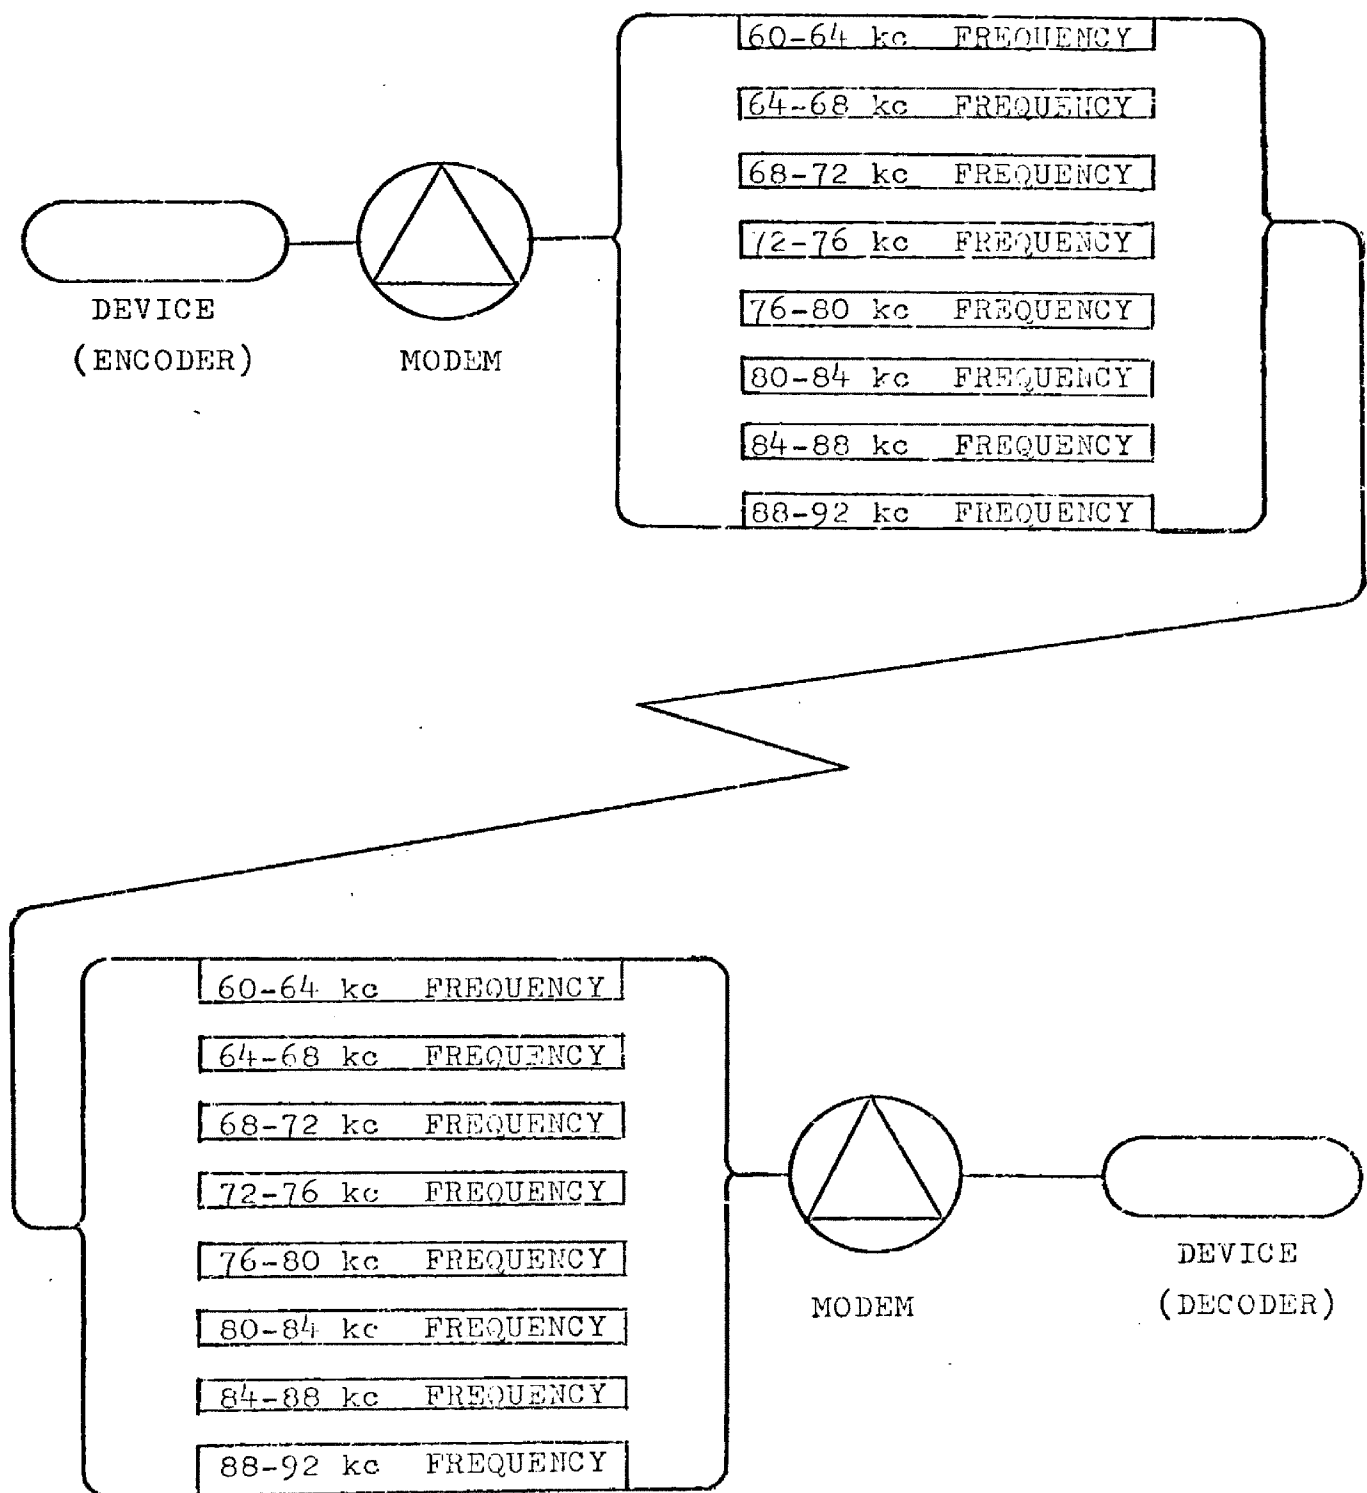 60-64 kc FREQUENCY
64-68 kc FREQUENCY
68-72 kc FREQUENCY
72-76 kc FREQUENCY
76-80 kc FREQUENCY
80-84 kc FREQUENCY
84-88 kc FREQUENCY
88-92 kc FREQUENCY
DEVICE
(ENCODER)
MODEM
60-64 kc FREQUENCY
64-68 kc FREQUENCY
68-72 kc FREQUENCY
72-76 kc FREQUENCY
76-80 kc FREQUENCY
80-84 kc FREQUENCY
84-88 kc FREQUENCY
88-92 kc FREQUENCY
MODEM
DEVICE
(DECODER)